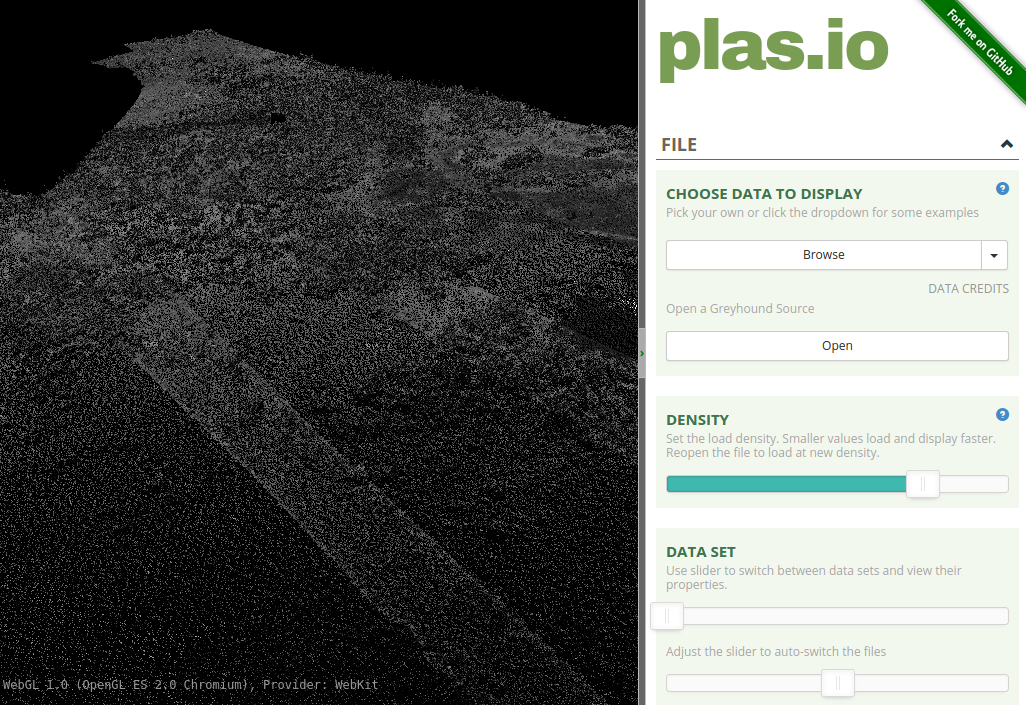 plas.io
Fork me on GitHub
FILE
CHOOSE DATA TO DISPLAY
Pick your own or click the dropdown for some examples
Browse
DATA CREDITS
Open a Greyhound Source
Open
DENSITY
Set the load density. Smaller values load and display faster.
Reopen the file to load at new density.
DATA SET
Use slider to switch between data sets and view their
properties.
Adjust the slider to auto-switch the files
WebGL 1.0 (OpenGL ES 2.0 Chromium), Provider: WebKit